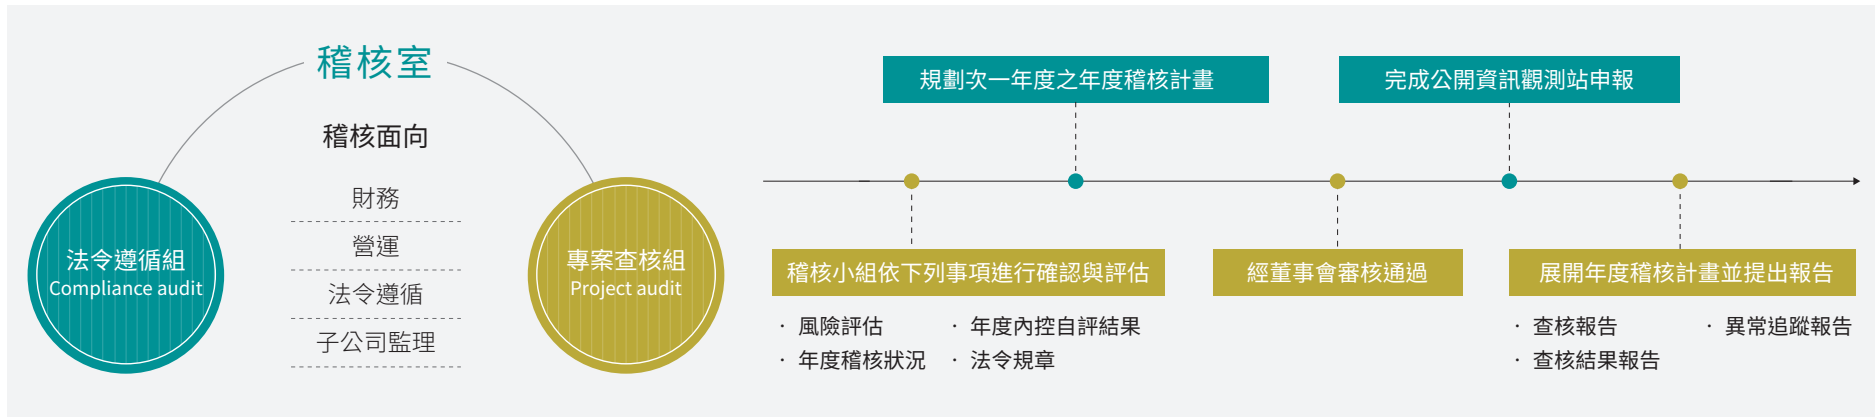 稽核室
稽核面向
財務
營運
法令遵循
子公司監理
法令遵循組
Compliance audit
專案查核組
Project audit
規劃次一年度之年度稽核計畫
完成公開資訊觀測站申報
稽核小組依下列事項進行確認與評估
· 風險評估
· 年度稽核狀況
· 年度內控自評結果
· 法令規章
經董事會審核通過
展開年度稽核計畫並提出報告
· 查核報告
· 查核結果報告
· 異常追蹤報告